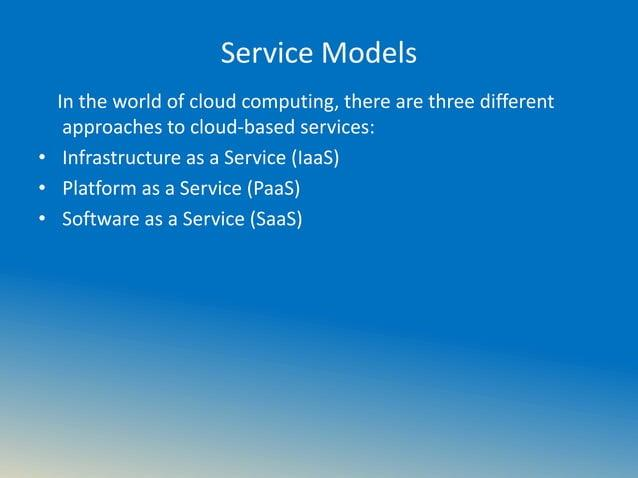 Service Models
In the world of cloud computing, there are three different
approaches to cloud-based services:
• Infrastructure as a Service (IaaS)
• Platform as a Service (PaaS)
• Software as a Service (SaaS)